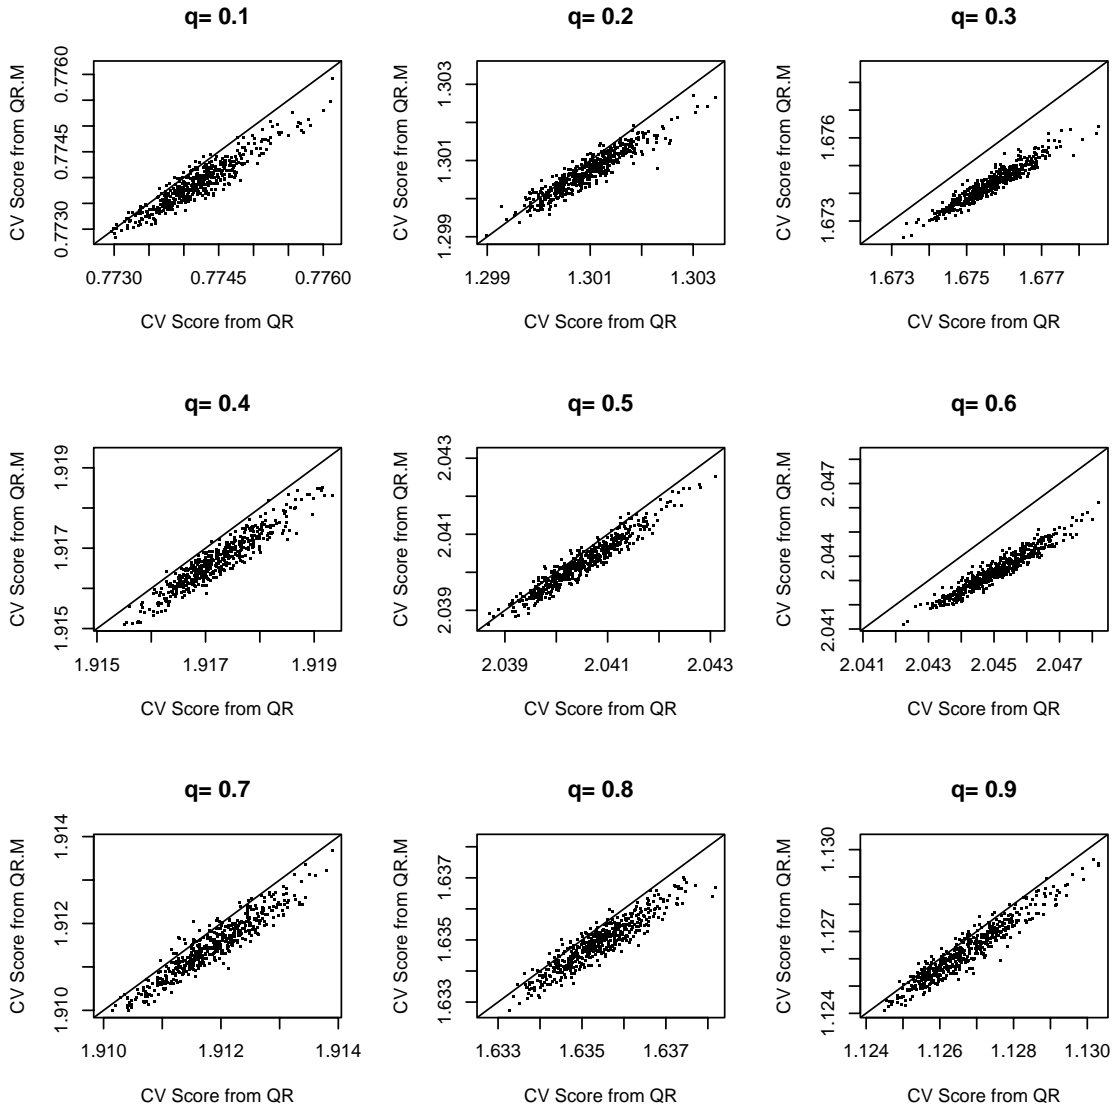 q= 0.1
q= 0.2
q= 0.3
CV Score from QR.M
0.7730 0.7745 0.7760
0.7730 0.7745 0.7760
CV Score from QR
CV Score from QR.M
1.299 1.301 1.303
1.299 1.301 1.303
CV Score from QR
CV Score from QR.M
1.673 1.676
1.673 1.675 1.677
CV Score from QR
q= 0.4
q= 0.5
q= 0.6
CV Score from QR.M
1.915 1.917 1.919
1.915 1.917 1.919
CV Score from QR
CV Score from QR.M
2.039 2.041 2.043
2.039 2.041 2.043
CV Score from QR
CV Score from QR.M
2.041 2.044 2.047
2.041 2.043 2.045 2.047
CV Score from QR
q= 0.7
q= 0.8
q= 0.9
CV Score from QR.M
1.910 1.912 1.914
1.910 1.912 1.914
CV Score from QR
CV Score from QR.M
1.633 1.635 1.637
1.633 1.635 1.637
CV Score from QR
CV Score from QR.M
1.124 1.127 1.130
1.124 1.126 1.128 1.130
CV Score from QR